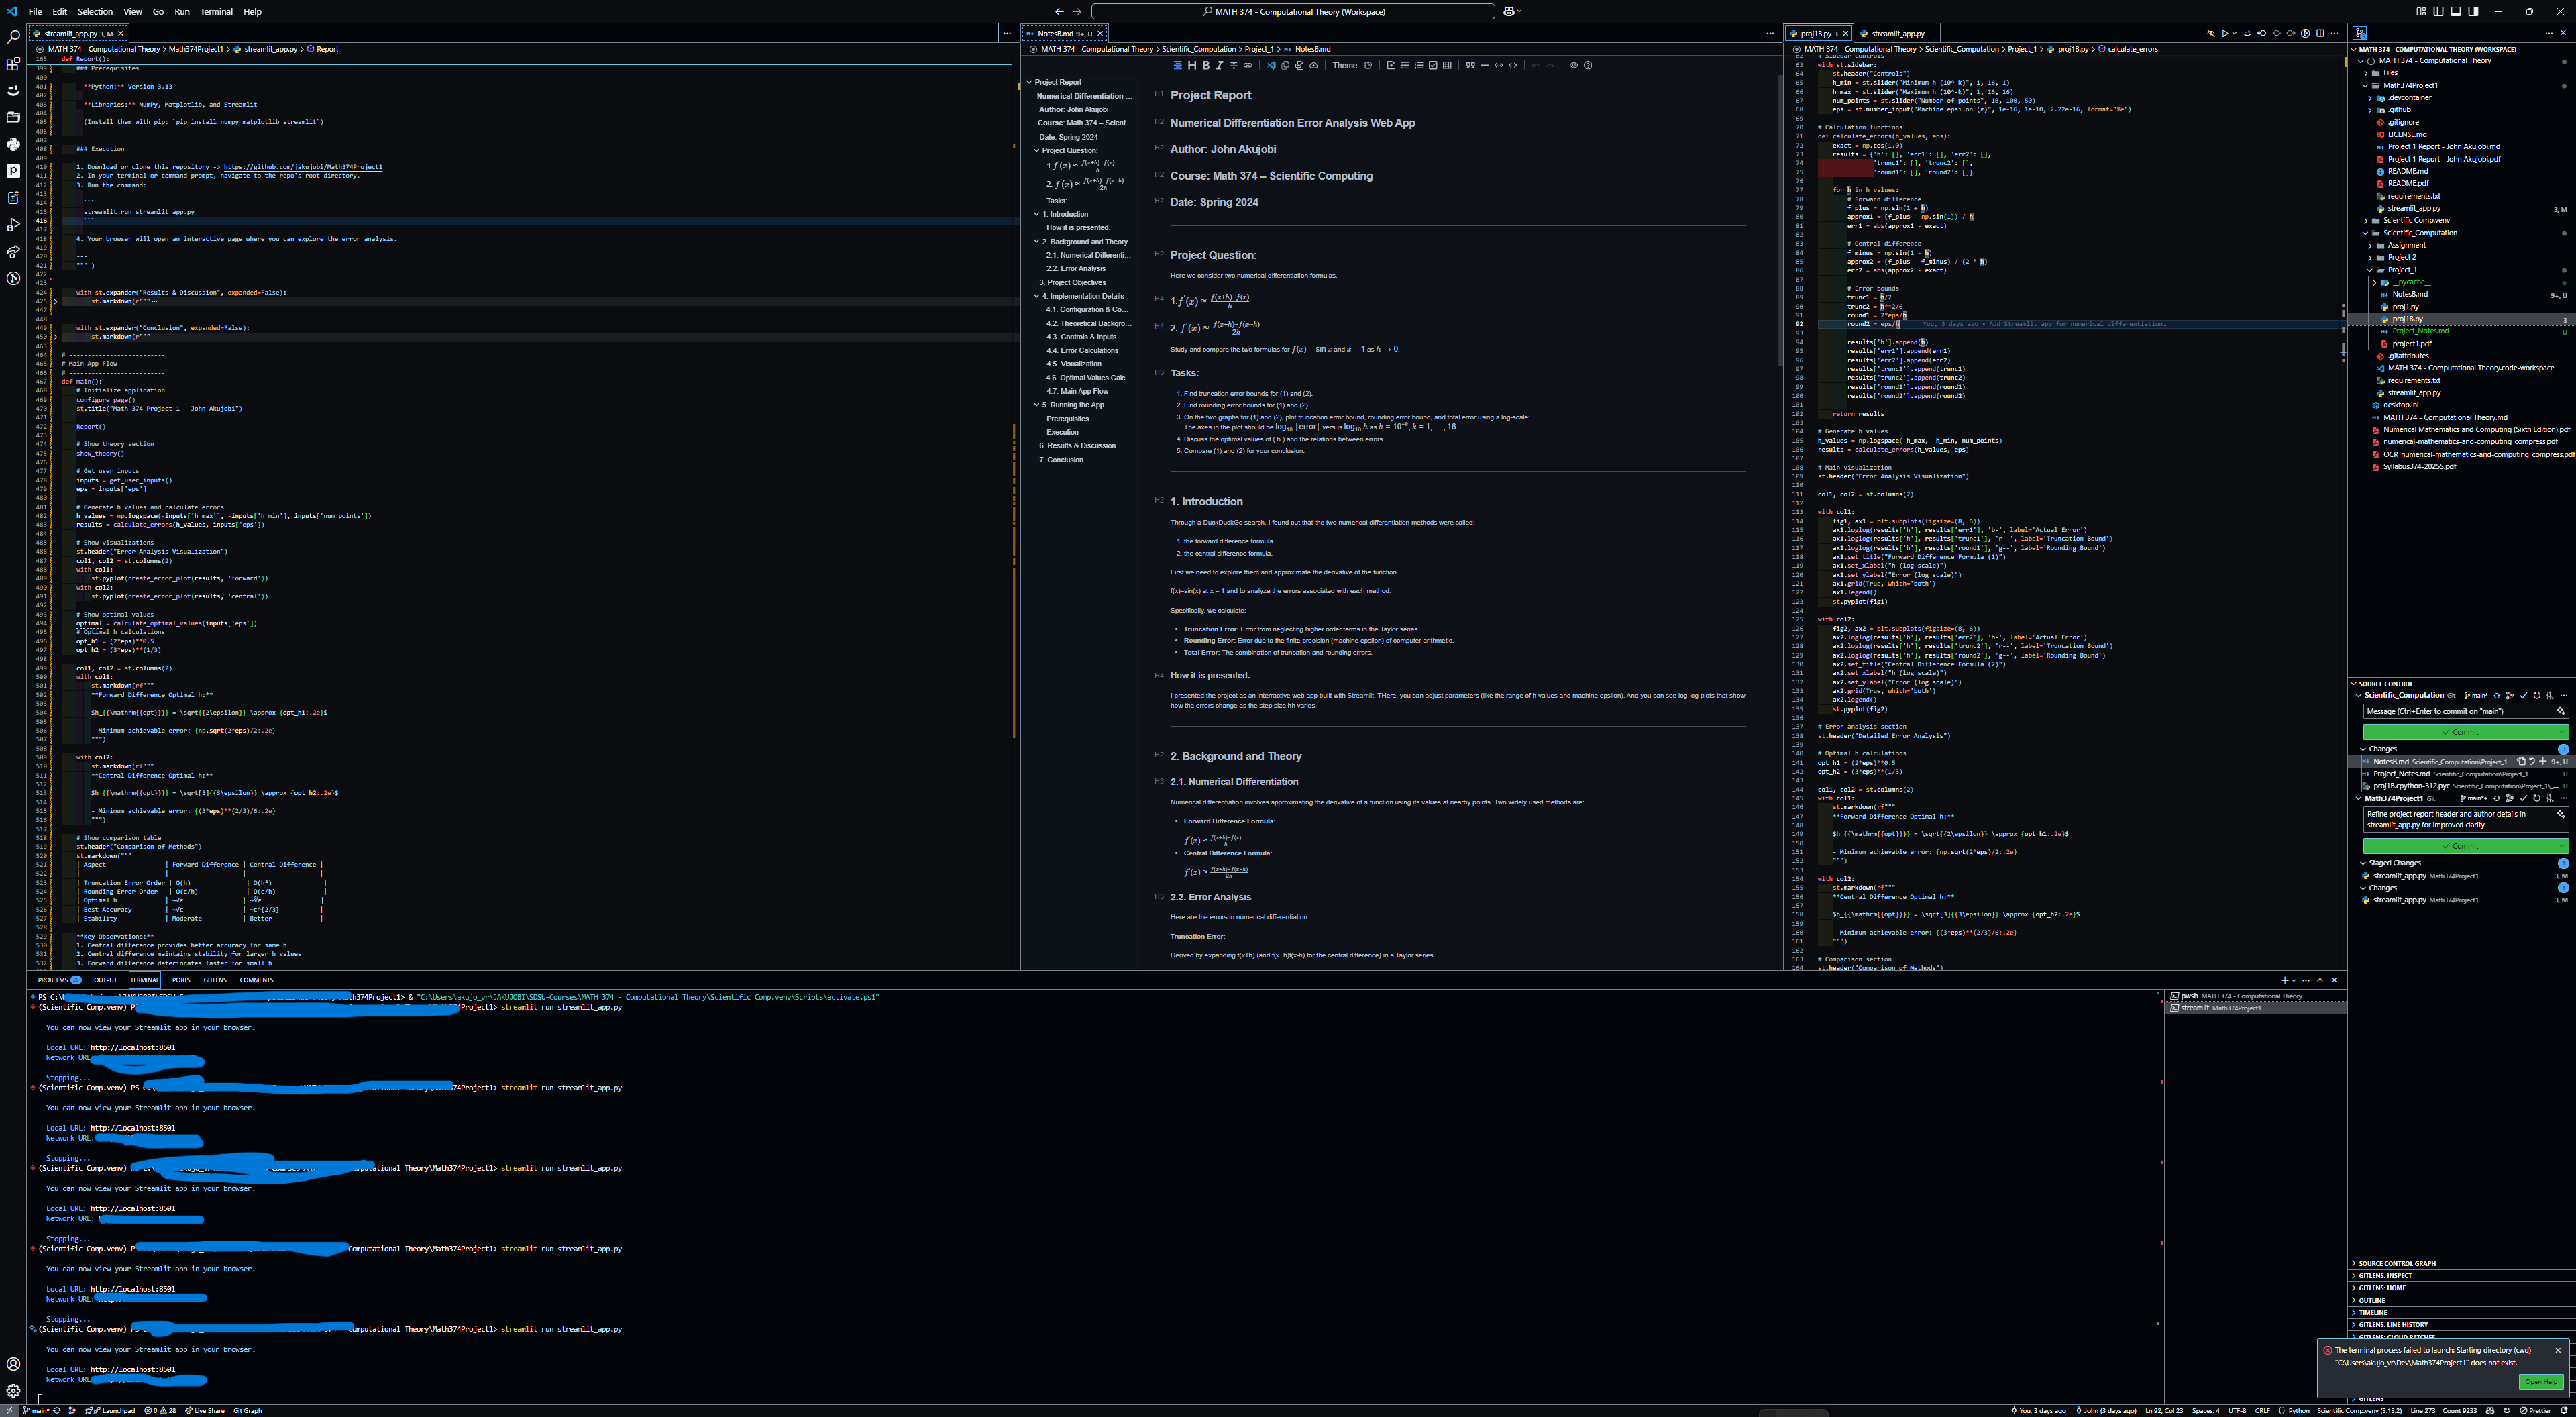 File Edit Selection View Go Run Terminal Help
MATH 374 - Computational Theory (Workspace)
streamlit_app.py 3, M
MATH 374 - Computational Theory > Math374Project1 > streamlit_app.py > Report
165 def Report():
399 ### Prerequisites
400
401 - **Python:** Version 3.13
402
403 - **Libraries:** NumPy, Matplotlib, and Streamlit
404
405 (Install them with pip: `pip install numpy matplotlib streamlit`)
406
407
408 ### Execution
409
410 1. Download or clone this repository -> https://github.com/jakujobi/Math374Project1
411 2. In your terminal or command prompt, navigate to the repo's root directory.
412 3. Run the command:
413
414 ```
415 streamlit run streamlit_app.py
416 ```
417
418 4. Your browser will open an interactive page where you can explore the error analysis.
419
420 ---
421 """ )
422
423
424 with st.expander("Results & Discussion", expanded=False):
425 st.markdown(r"""···
447
448
449 with st.expander("Conclusion", expanded=False):
450 st.markdown(r"""···
463
464 # --------------------------
465 # Main App Flow
466 # --------------------------
467 def main():
468 # Initialize application
469 configure_page()
470 st.title("Math 374 Project 1 - John Akujobi")
471
472 Report()
473
474 # Show theory section
475 show_theory()
476
477 # Get user inputs
478 inputs = get_user_inputs()
479 eps = inputs['eps']
480
481 # Generate h values and calculate errors
482 h_values = np.logspace(-inputs['h_max'], -inputs['h_min'], inputs['num_points'])
483 results = calculate_errors(h_values, inputs['eps'])
484
485 # Show visualizations
486 st.header("Error Analysis Visualization")
487 col1, col2 = st.columns(2)
488 with col1:
489 st.pyplot(create_error_plot(results, 'forward'))
490 with col2:
491 st.pyplot(create_error_plot(results, 'central'))
492
493 # Show optimal values
494 optimal = calculate_optimal_values(inputs['eps'])
495 # Optimal h calculations
496 opt_h1 = (2*eps)**0.5
497 opt_h2 = (3*eps)**(1/3)
498
499 col1, col2 = st.columns(2)
500 with col1:
501 st.markdown(rf"""
502 **Forward Difference Optimal h:**
503
504 $h_{{\mathrm{{opt}}}} = \sqrt{{2\epsilon}} \approx {opt_h1:.2e}$
505
506 - Minimum achievable error: {np.sqrt(2*eps)/2:.2e}
507 """)
508
509 with col2:
510 st.markdown(rf"""
511 **Central Difference Optimal h:**
512
513 $h_{{\mathrm{{opt}}}} = \sqrt[3]{{3\epsilon}} \approx {opt_h2:.2e}$
514
515 - Minimum achievable error: {(3*eps)**(2/3)/6:.2e}
516 """)
517
518 # Show comparison table
519 st.header("Comparison of Methods")
520 st.markdown("""
521 | Aspect | Forward Difference | Central Difference |
522 |----------------------|--------------------|--------------------|
523 | Truncation Error Order | O(h) | O(h²) |
524 | Rounding Error Order | O(ε/h) | O(ε/h) |
525 | Optimal h | ~√ε | ~∛ε |
526 | Best Accuracy | ~√ε | ~ε^{2/3} |
527 | Stability | Moderate | Better |
528
529 **Key Observations:**
530 1. Central difference provides better accuracy for same h
531 2. Central difference maintains stability for larger h values
532 3. Forward difference deteriorates faster for small h
NotesB.md 9+, U
MATH 374 - Computational Theory > Scientific_Computation > Project_1 > NotesB.md
Theme:
Project Report
Numerical Differentiation ...
Author: John Akujobi
Course: Math 374 – Scient...
Date: Spring 2024
Project Question:
1. f′(x) ≈ f(x+h)−f(x) / h
2. f′(x) ≈ f(x+h)−f(x−h) / 2h
Tasks:
1. Introduction
How it is presented.
2. Background and Theory
2.1. Numerical Differenti...
2.2. Error Analysis
3. Project Objectives
4. Implementation Details
4.1. Configuration & Co...
4.2. Theoretical Backgro...
4.3. Controls & Inputs
4.4. Error Calculations
4.5. Visualization
4.6. Optimal Values Calc...
4.7. Main App Flow
5. Running the App
Prerequisites
Execution
6. Results & Discussion
7. Conclusion
H1 Project Report
H2 Numerical Differentiation Error Analysis Web App
H2 Author: John Akujobi
H2 Course: Math 374 – Scientific Computing
H2 Date: Spring 2024
H2 Project Question:
Here we consider two numerical differentiation formulas,
H4 1. f′(x) ≈ f(x+h)−f(x) / h
H4 2. f′(x) ≈ f(x+h)−f(x−h) / 2h
Study and compare the two formulas for f(x) = sin x and x = 1 as h → 0.
H3 Tasks:
1. Find truncation error bounds for (1) and (2).
2. Find rounding error bounds for (1) and (2).
3. On the two graphs for (1) and (2), plot truncation error bound, rounding error bound, and total error using a log-scale;
The axes in the plot should be log₁₀ |error| versus log₁₀ h as h = 10⁻ᵏ, k = 1, … , 16.
4. Discuss the optimal values of ( h ) and the relations between errors.
5. Compare (1) and (2) for your conclusion.
H2 1. Introduction
Through a DuckDuckGo search, I found out that the two numerical differentiation methods were called:
1. the forward difference formula
2. the central difference formula.
First we need to explore them and approximate the derivative of the function
f(x)=sin(x) at x = 1 and to analyze the errors associated with each method.
Specifically, we calculate:
• Truncation Error: Error from neglecting higher order terms in the Taylor series.
• Rounding Error: Error due to the finite precision (machine epsilon) of computer arithmetic.
• Total Error: The combination of truncation and rounding errors.
H4 How it is presented.
I presented the project as an interractive web app built with Streamlit. THere, you can adjust parameters (like the range of h values and machine epsilon). And you can see log-log plots that show
how the errors change as the step size hh varies.
H2 2. Background and Theory
H3 2.1. Numerical Differentiation
Numerical differentiation involves approximating the derivative of a function using its values at nearby points. Two widely used methods are:
• Forward Difference Formula:
f′(x) ≈ f(x+h)−f(x) / h
• Central Difference Formula:
f′(x) ≈ f(x+h)−f(x−h) / 2h
H3 2.2. Error Analysis
Here are the errors in numerical differentiation
Truncation Error:
Derived by expanding f(x+h) (and f(x−h)f(x-h) for the central difference) in a Taylor series.
proj1B.py 3
streamlit_app.py
MATH 374 - Computational Theory > Scientific_Computation > Project_1 > proj1B.py > calculate_errors
62 # Sidebar controls
63 with st.sidebar:
64 st.header("Controls")
65 h_min = st.slider("Minimum h (10^-k)", 1, 16, 1)
66 h_max = st.slider("Maximum h (10^-k)", 1, 16, 16)
67 num_points = st.slider("Number of points", 10, 100, 50)
68 eps = st.number_input("Machine epsilon (ε)", 1e-16, 1e-10, 2.22e-16, format="%e")
69
70 # Calculation functions
71 def calculate_errors(h_values, eps):
72 exact = np.cos(1.0)
73 results = {'h': [], 'err1': [], 'err2': [],
74 'trunc1': [], 'trunc2': [],
75 'round1': [], 'round2': []}
76
77 for h in h_values:
78 # Forward difference
79 f_plus = np.sin(1 + h)
80 approx1 = (f_plus - np.sin(1)) / h
81 err1 = abs(approx1 - exact)
82
83 # Central difference
84 f_minus = np.sin(1 - h)
85 approx2 = (f_plus - f_minus) / (2 * h)
86 err2 = abs(approx2 - exact)
87
88 # Error bounds
89 trunc1 = h/2
90 trunc2 = h**2/6
91 round1 = 2*eps/h
92 round2 = eps/h You, 3 days ago • Add Streamlit app for numerical differentiation…
93
94 results['h'].append(h)
95 results['err1'].append(err1)
96 results['err2'].append(err2)
97 results['trunc1'].append(trunc1)
98 results['trunc2'].append(trunc2)
99 results['round1'].append(round1)
100 results['round2'].append(round2)
101
102 return results
103
104 # Generate h values
105 h_values = np.logspace(-h_max, -h_min, num_points)
106 results = calculate_errors(h_values, eps)
107
108 # Main visualization
109 st.header("Error Analysis Visualization")
110
111 col1, col2 = st.columns(2)
112
113 with col1:
114 fig1, ax1 = plt.subplots(figsize=(8, 6))
115 ax1.loglog(results['h'], results['err1'], 'b-', label='Actual Error')
116 ax1.loglog(results['h'], results['trunc1'], 'r--', label='Truncation Bound')
117 ax1.loglog(results['h'], results['round1'], 'g--', label='Rounding Bound')
118 ax1.set_title("Forward Difference Formula (1)")
119 ax1.set_xlabel("h (log scale)")
120 ax1.set_ylabel("Error (log scale)")
121 ax1.grid(True, which='both')
122 ax1.legend()
123 st.pyplot(fig1)
124
125 with col2:
126 fig2, ax2 = plt.subplots(figsize=(8, 6))
127 ax2.loglog(results['h'], results['err2'], 'b-', label='Actual Error')
128 ax2.loglog(results['h'], results['trunc2'], 'r--', label='Truncation Bound')
129 ax2.loglog(results['h'], results['round2'], 'g--', label='Rounding Bound')
130 ax2.set_title("Central Difference Formula (2)")
131 ax2.set_xlabel("h (log scale)")
132 ax2.set_ylabel("Error (log scale)")
133 ax2.grid(True, which='both')
134 ax2.legend()
135 st.pyplot(fig2)
136
137 # Error analysis section
138 st.header("Detailed Error Analysis")
139
140 # Optimal h calculations
141 opt_h1 = (2*eps)**0.5
142 opt_h2 = (3*eps)**(1/3)
143
144 col1, col2 = st.columns(2)
145 with col1:
146 st.markdown(rf"""
147 **Forward Difference Optimal h:**
148
149 $h_{{\mathrm{{opt}}}} = \sqrt{{2\epsilon}} \approx {opt_h1:.2e}$
150
151 - Minimum achievable error: {np.sqrt(2*eps)/2:.2e}
152 """)
153
154 with col2:
155 st.markdown(rf"""
156 **Central Difference Optimal h:**
157
158 $h_{{\mathrm{{opt}}}} = \sqrt[3]{{3\epsilon}} \approx {opt_h2:.2e}$
159
160 - Minimum achievable error: {(3*eps)**(2/3)/6:.2e}
161 """)
162
163 # Comparison section
164 st.header("Comparison of Methods")
MATH 374 - COMPUTATIONAL THEORY (WORKSPACE)
MATH 374 - Computational Theory
Files
Math374Project1
.devcontainer
.github
.gitignore
LICENSE.md
Project 1 Report - John Akujobi.md
Project 1 Report - John Akujobi.pdf
README.md
README.pdf
requirements.txt
streamlit_app.py 3, M
Scientific Comp.venv
Scientific_Computation
Assignment
Project 2
Project_1
__pycache__
NotesB.md 9+, U
proj1.py
proj1B.py 3
Project_Notes.md U
project1.pdf
.gitattributes
MATH 374 - Computational Theory.code-workspace
requirements.txt
streamlit_app.py
desktop.ini
MATH 374 - Computational Theory.md
Numerical Mathematics and Computing (Sixth Edition).pdf
numerical-mathematics-and-computing_compress.pdf
OCR_numerical-mathematics-and-computing_compress.pdf
Syllabus374-2025S.pdf
SOURCE CONTROL
Scientific_Computation Git main*
Message (Ctrl+Enter to commit on "main")
Commit
Changes 3
NotesB.md Scientific_Computation\Project_1 9+, U
Project_Notes.md Scientific_Computation\Project_1 U
proj1B.cpython-312.pyc Scientific_Computation\Project_1\_... U
Math374Project1 Git main*+
Refine project report header and author details in
streamlit_app.py for improved clarity
Commit
Staged Changes 1
streamlit_app.py Math374Project1 3, M
Changes 1
streamlit_app.py Math374Project1 3, M
SOURCE CONTROL GRAPH
GITLENS: INSPECT
GITLENS: HOME
OUTLINE
TIMELINE
GITLENS: LINE HISTORY
GITLENS: CLOUD PATCHES
GITLENS
PROBLEMS OUTPUT TERMINAL PORTS GITLENS COMMENTS
PS C:\ Math374Project1> & "C:\Users\akujo_vr\JAKUJOBI\SDSU-Courses\MATH 374 - Computational Theory\Scientific Comp.venv\Scripts\activate.ps1"
(Scientific Comp.venv) P Project1> streamlit run streamlit_app.py
You can now view your Streamlit app in your browser.
Local URL: http://localhost:8501
Network URL:
Stopping...
(Scientific Comp.venv) PS C:\ 74Project1> streamlit run streamlit_app.py
You can now view your Streamlit app in your browser.
Local URL: http://localhost:8501
Network URL:
Stopping...
(Scientific Comp.venv) tational Theory\Math374Project1> streamlit run streamlit_app.py
You can now view your Streamlit app in your browser.
Local URL: http://localhost:8501
Network URL:
Stopping...
(Scientific Comp.venv) P Computational Theory\Math374Project1> streamlit run streamlit_app.py
You can now view your Streamlit app in your browser.
Local URL: http://localhost:8501
Network URL:
Stopping...
(Scientific Comp.venv) omputational Theory\Math374Project1> streamlit run streamlit_app.py
You can now view your Streamlit app in your browser.
Local URL: http://localhost:8501
Network URL:
pwsh MATH 374 - Computational Theory
streamlit Math374Project1
The terminal process failed to launch: Starting directory (cwd)
"C:\Users\akujo_vr\Dev\Math374Project1" does not exist.
Open Help
main* Launchpad 0 28 Live Share Git Graph
You, 3 days ago John (3 days ago) Ln 92, Col 23 Spaces: 4 UTF-8 CRLF Python Scientific Comp.venv (3.13.2) Line 273 Count 9233 Prettier